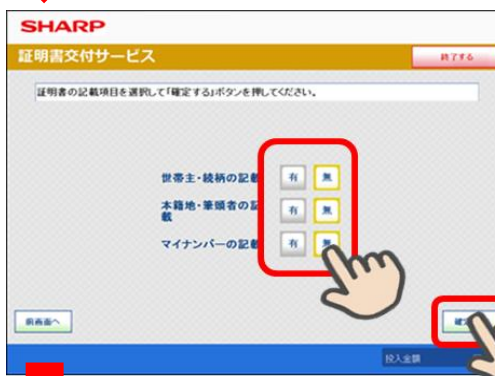 SHARP
証明書交付サービス
終了する
証明書の記載項目を選択して「確定する」ボタンを押してください。
世帯主・続柄の記載
有 無
本籍地・筆頭者の記
載
有 無
マイナンバーの記載
有 無
前画面へ
確定
投入金額